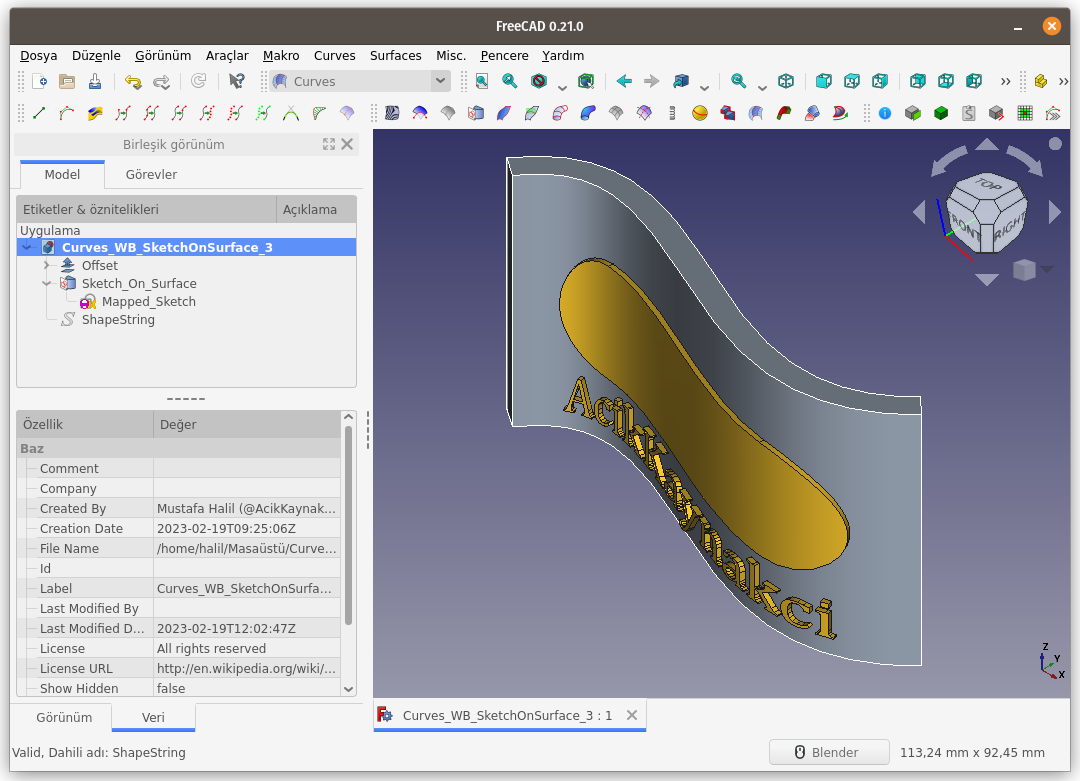 FreeCAD 0.21.0
Dosya Düzenle Görünüm Araçlar Makro Curves Surfaces Misc. Pencere Yardım
Curves
Birleşik görünüm
Model Görevler
Etiketler & öznitelikleri Açıklama
Uygulama
Curves_WB_SketchOnSurface_3
Offset
Sketch_On_Surface
Mapped_Sketch
ShapeString
Özellik Değer
Baz
Comment
Company
Created By Mustafa Halil (@AcikKaynak...
Creation Date 2023-02-19T09:25:06Z
File Name /home/halil/Masaüstü/Curve...
Id
Label Curves_WB_SketchOnSurfa...
Last Modified By
Last Modified D... 2023-02-19T12:02:47Z
License All rights reserved
License URL http://en.wikipedia.org/wiki/...
Show Hidden false
Görünüm Veri
Acikkaynakci
TOP
FRONT RIGHT
Z
Y
X
Curves_WB_SketchOnSurface_3 : 1
Valid, Dahili adı: ShapeString
Blender 113,24 mm x 92,45 mm